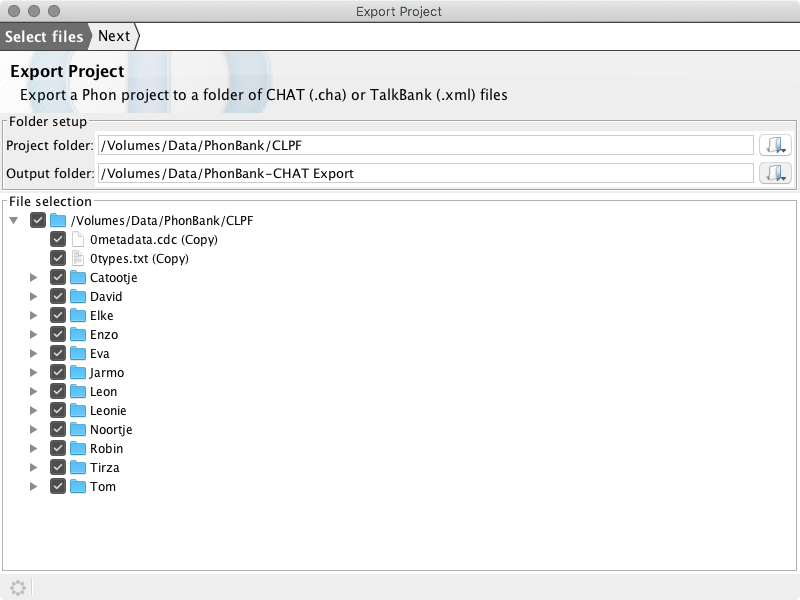 Export Project
Select files Next
Export Project
Export a Phon project to a folder of CHAT (.cha) or TalkBank (.xml) files
Folder setup
Project folder: /Volumes/Data/PhonBank/CLPF
Output folder: /Volumes/Data/PhonBank-CHAT Export
File selection
/Volumes/Data/PhonBank/CLPF
0metadata.cdc (Copy)
0types.txt (Copy)
Catootje
David
Elke
Enzo
Eva
Jarmo
Leon
Leonie
Noortje
Robin
Tirza
Tom